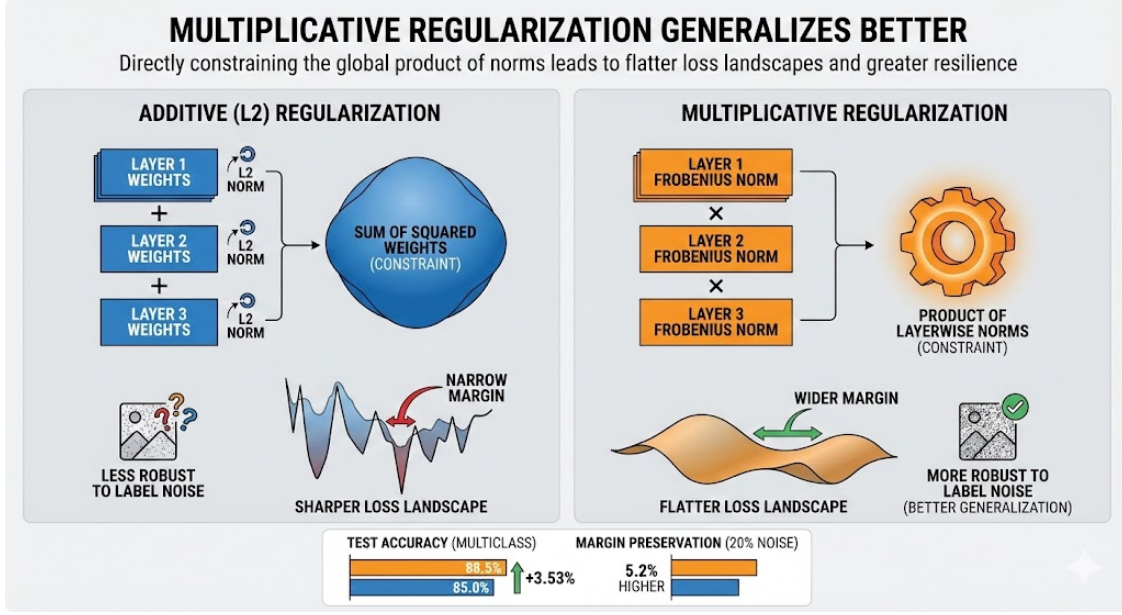 MULTIPLICATIVE REGULARIZATION GENERALIZES BETTER
Directly constraining the global product of norms leads to flatter loss landscapes and greater resilience
ADDITIVE (L2) REGULARIZATION
LAYER 1
WEIGHTS
L2
NORM
+
LAYER 2
WEIGHTS
L2
NORM
+
LAYER 3
WEIGHTS
L2
NORM
SUM OF SQUARED
WEIGHTS
(CONSTRAINT)
???
LESS ROBUST
TO LABEL NOISE
NARROW
MARGIN
SHARPER LOSS LANDSCAPE
MULTIPLICATIVE REGULARIZATION
LAYER 1
FROBENIUS NORM
×
LAYER 2
FROBENIUS NORM
×
LAYER 3
FROBENIUS NORM
PRODUCT OF
LAYERWISE NORMS
(CONSTRAINT)
WIDER MARGIN
FLATTER LOSS LANDSCAPE
MORE ROBUST TO
LABEL NOISE
(BETTER GENERALIZATION)
TEST ACCURACY (MULTICLASS)
88.5%
85.0%
+3.53%
MARGIN PRESERVATION (20% NOISE)
5.2%
HIGHER